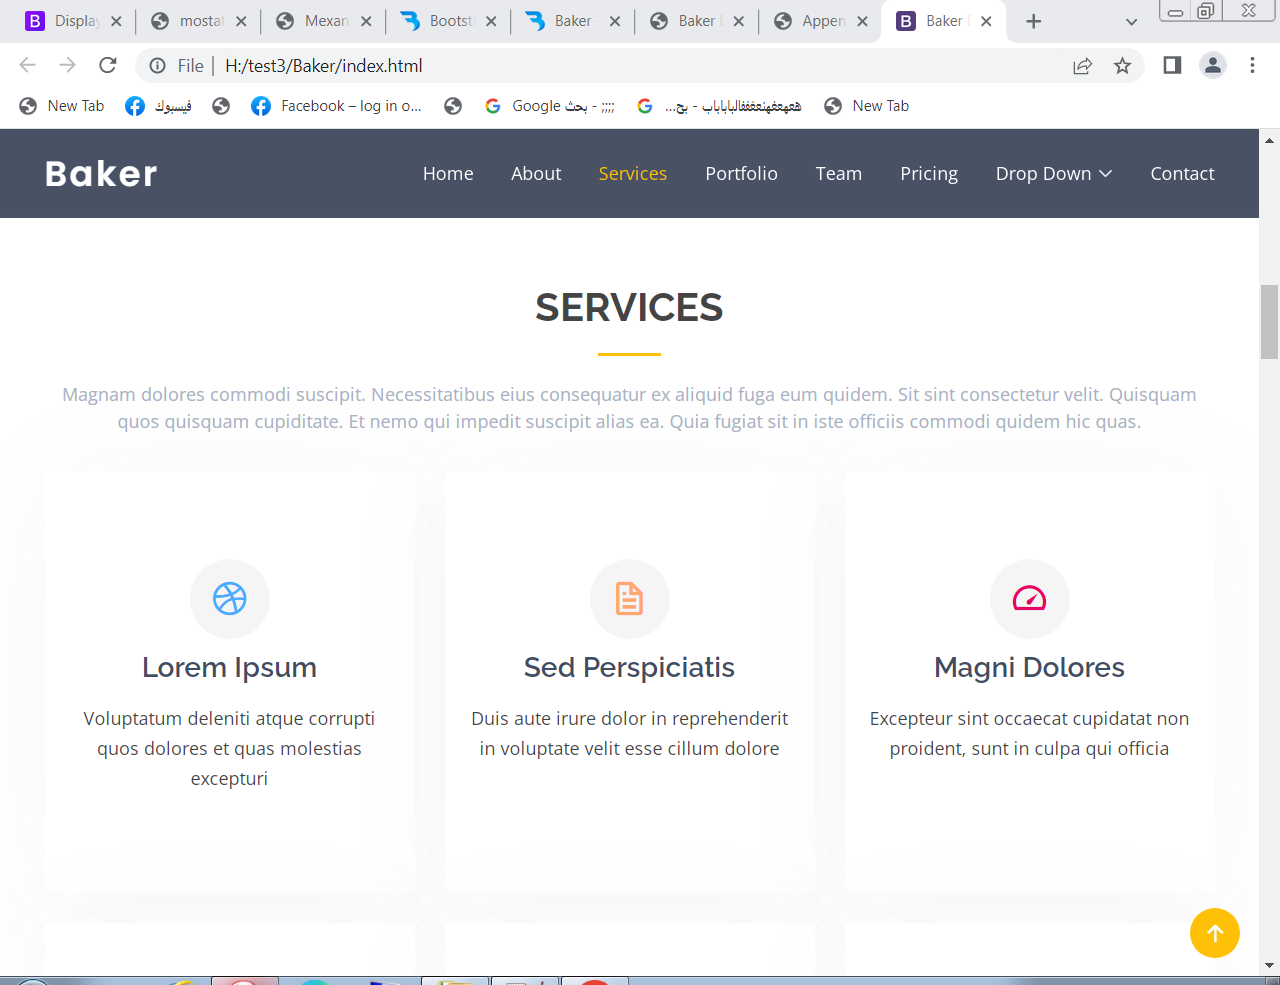 Display
mostaf
Mexan
Bootst
Baker
Baker
Appen
Baker
File
H:/test3/Baker/index.html
New Tab
فيسبوك
Facebook – log in o...
Google بحث - ;;;;
ههعهعفهنعغففالبابابا - بح...
New Tab
Baker
Home
About
Services
Portfolio
Team
Pricing
Drop Down
Contact
SERVICES
Magnam dolores commodi suscipit. Necessitatibus eius consequatur ex aliquid fuga eum quidem. Sit sint consectetur velit. Quisquam
quos quisquam cupiditate. Et nemo qui impedit suscipit alias ea. Quia fugiat sit in iste officiis commodi quidem hic quas.
Lorem Ipsum
Voluptatum deleniti atque corrupti
quos dolores et quas molestias
excepturi
Sed Perspiciatis
Duis aute irure dolor in reprehenderit
in voluptate velit esse cillum dolore
Magni Dolores
Excepteur sint occaecat cupidatat non
proident, sunt in culpa qui officia